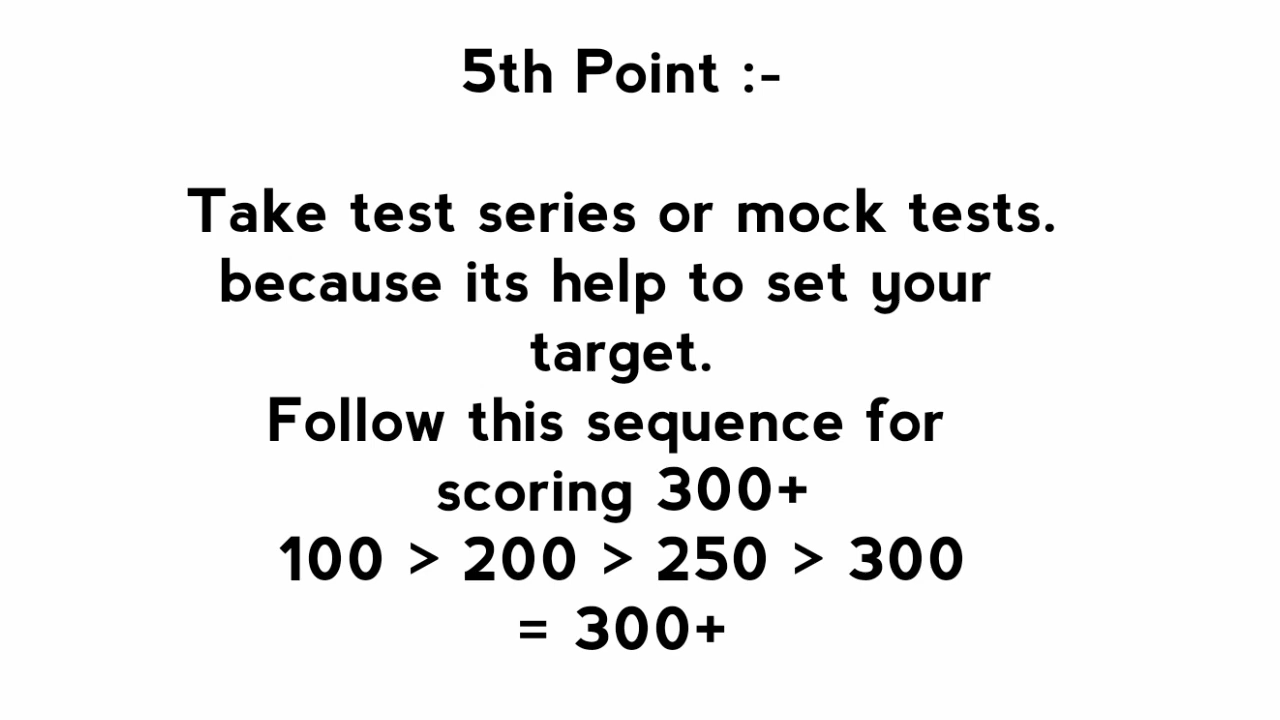 5th Point :-
Take test series or mock tests.
because its help to set your
target.
Follow this sequence for
scoring 300+
100 > 200 > 250 > 300
= 300+